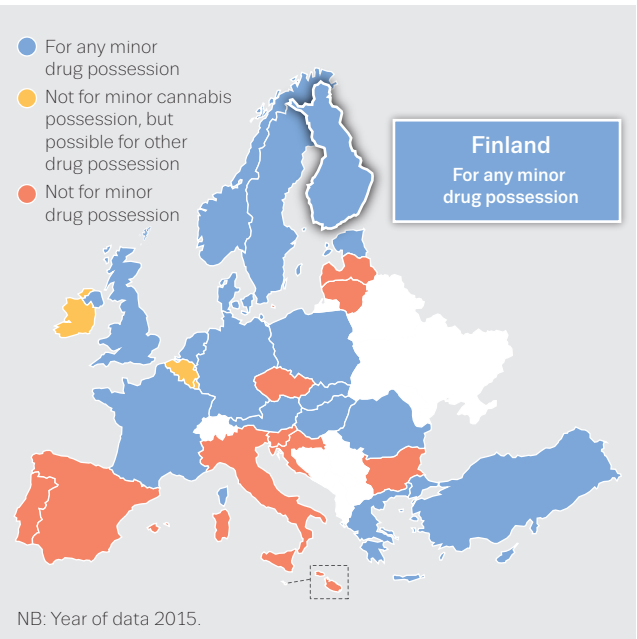 For any minor
drug possession
Not for minor cannabis
possession, but
possible for other
drug possession
Not for minor
drug possession
Finland
For any minor
drug possession
NB: Year of data 2015.